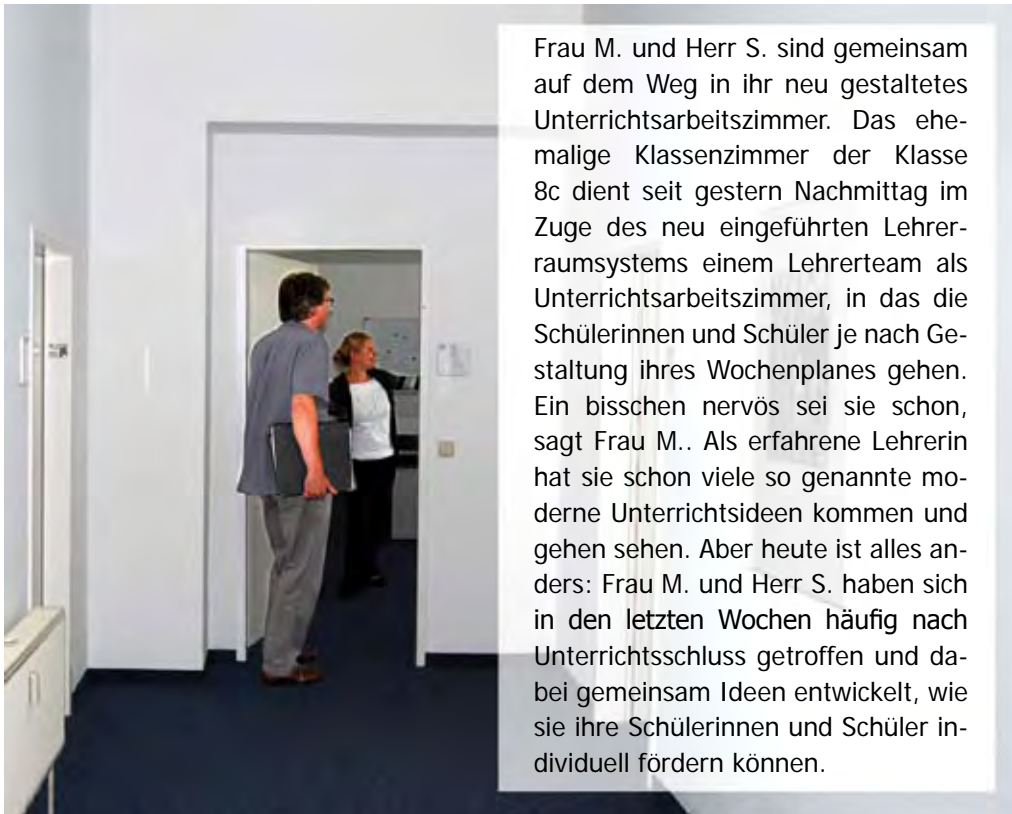 Frau M. und Herr S. sind gemeinsam
auf dem Weg in ihr neu gestaltetes
Unterrichtsarbeitszimmer. Das ehe-
malige Klassenzimmer der Klasse
8c dient seit gestern Nachmittag im
Zuge des neu eingeführten Lehrer-
raumsystems einem Lehrerteam als
Unterrichtsarbeitszimmer, in das die
Schülerinnen und Schüler je nach Ge-
staltung ihres Wochenplanes gehen.
Ein bisschen nervös sei sie schon,
sagt Frau M.. Als erfahrene Lehrerin
hat sie schon viele so genannte mo-
derne Unterrichtsideen kommen und
gehen sehen. Aber heute ist alles an-
ders: Frau M. und Herr S. haben sich
in den letzten Wochen häufig nach
Unterrichtsschluss getroffen und da-
bei gemeinsam Ideen entwickelt, wie
sie ihre Schülerinnen und Schüler in-
dividuell fördern können.